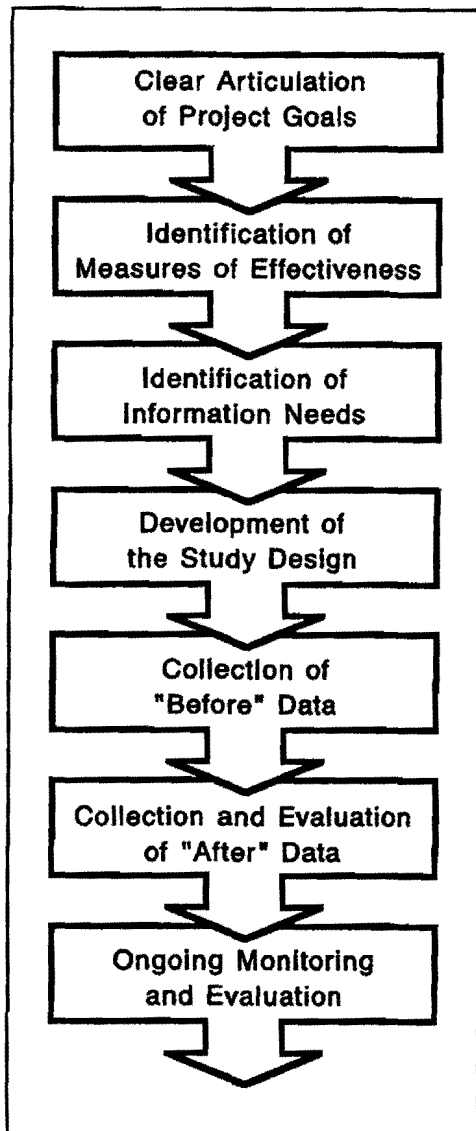 Clear Articulation
of Project Goals
Identification of
Measures of Effectiveness
Identification of
Information Needs
Development of
the Study Design
Collection of
"Before" Data
Collection and Evaluation
of "After" Data
Ongoing Monitoring
and Evaluation